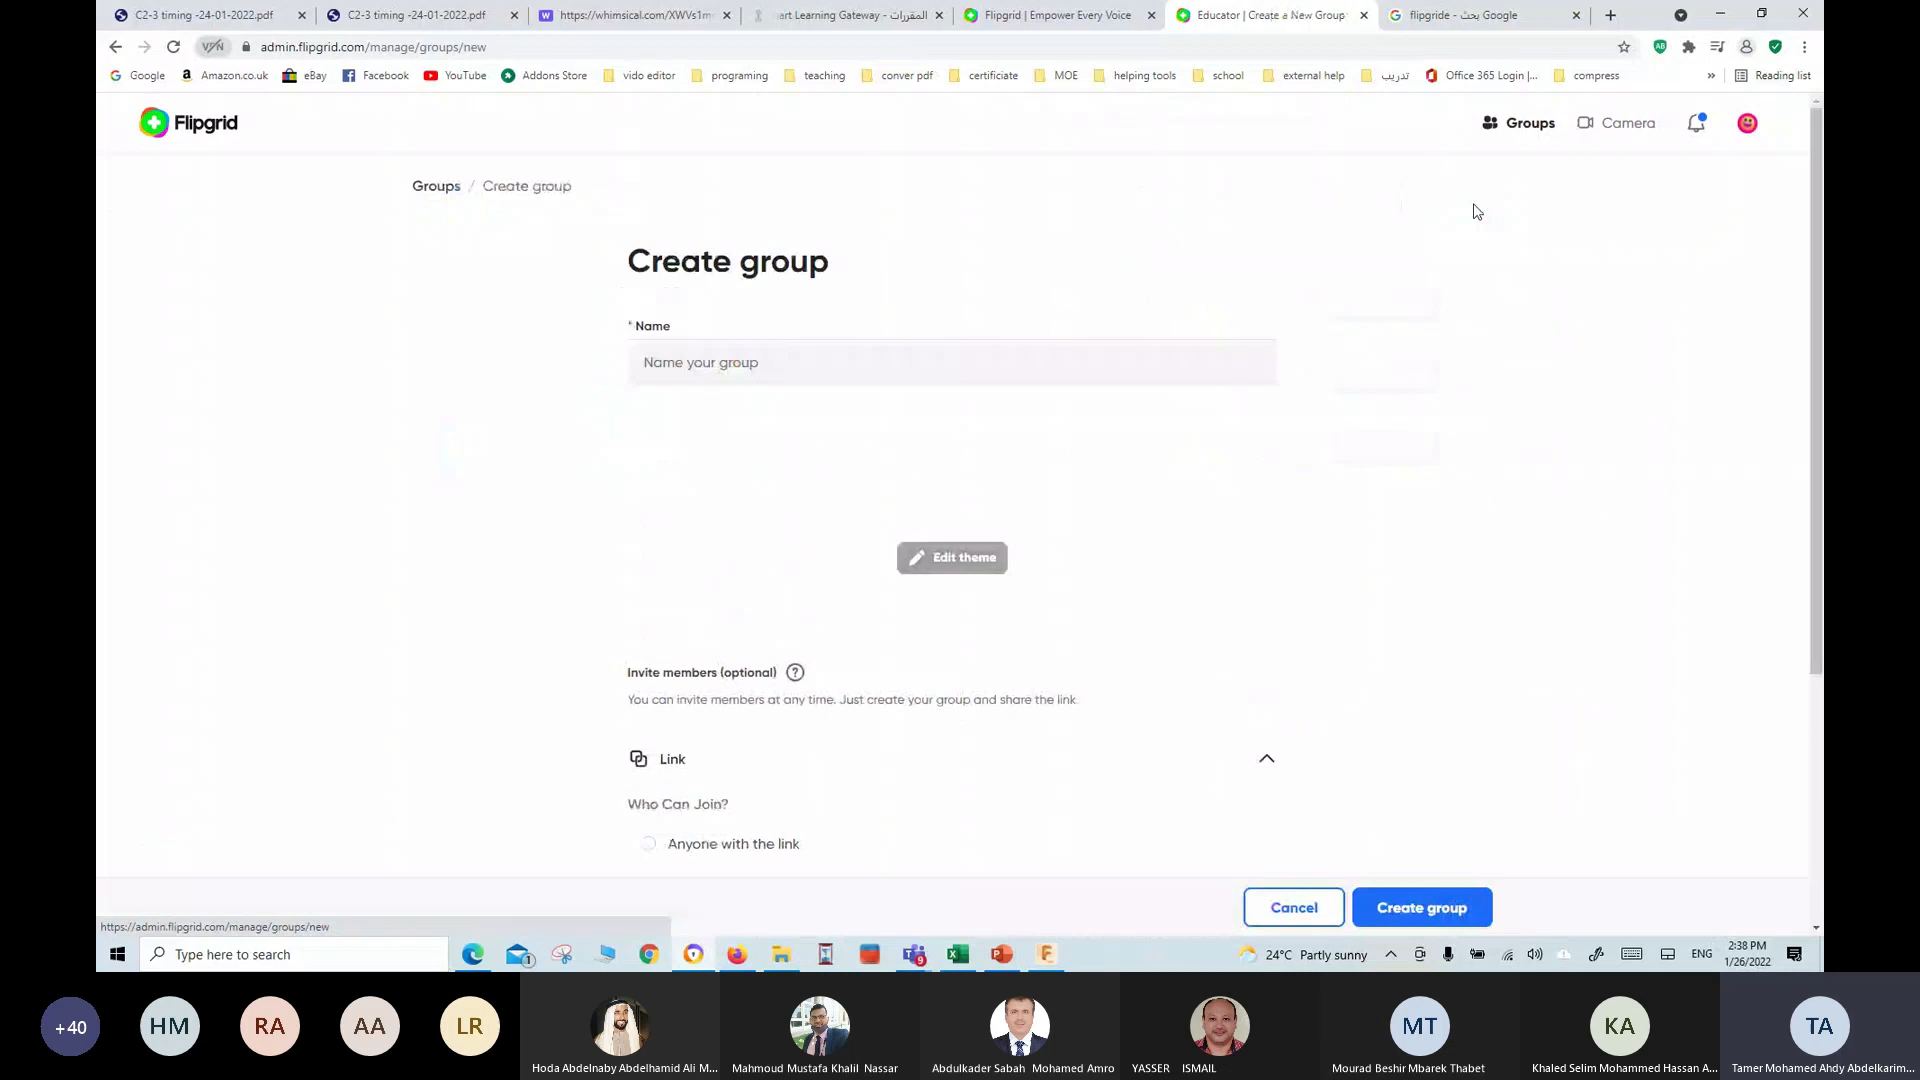 C2-3 timing -24-01-2022.pdf
C2-3 timing -24-01-2022.pdf
https://whimsical.com/XWVs1m
art Learning Gateway - المقررات
Flipgrid | Empower Every Voice
Educator | Create a New Group
flipgride - بحث Google
VPN
admin.flipgrid.com/manage/groups/new
Google
Amazon.co.uk
eBay
Facebook
YouTube
Addons Store
vido editor
programing
teaching
conver pdf
certificiate
MOE
helping tools
school
external help
تدريب
Office 365 Login |...
compress
»
Reading list
Flipgrid
Groups
Camera
Groups / Create group
Create group
* Name
Name your group
Edit theme
Invite members (optional) ?
You can invite members at any time. Just create your group and share the link.
Link
Who Can Join?
Anyone with the link
Cancel
Create group
https://admin.flipgrid.com/manage/groups/new
Type here to search
24°C Partly sunny
ENG
2:38 PM
1/26/2022
+40
HM
RA
AA
LR
MT
KA
TA
Hoda Abdelnaby Abdelhamid Ali M...
Mahmoud Mustafa Khalil Nassar
Abdulkader Sabah Mohamed Amro
YASSER ISMAIL
Mourad Beshir Mbarek Thabet
Khaled Selim Mohammed Hassan A...
Tamer Mohamed Ahdy Abdelkarim...